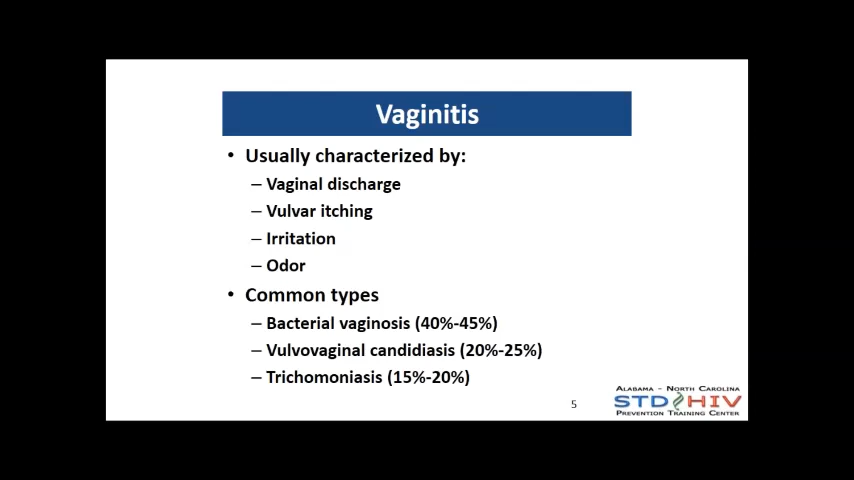 Vaginitis
• Usually characterized by:
– Vaginal discharge
– Vulvar itching
– Irritation
– Odor
• Common types
– Bacterial vaginosis (40%-45%)
– Vulvovaginal candidiasis (20%-25%)
– Trichomoniasis (15%-20%)
5
ALABAMA - NORTH CAROLINA
STD HIV
PREVENTION TRAINING CENTER